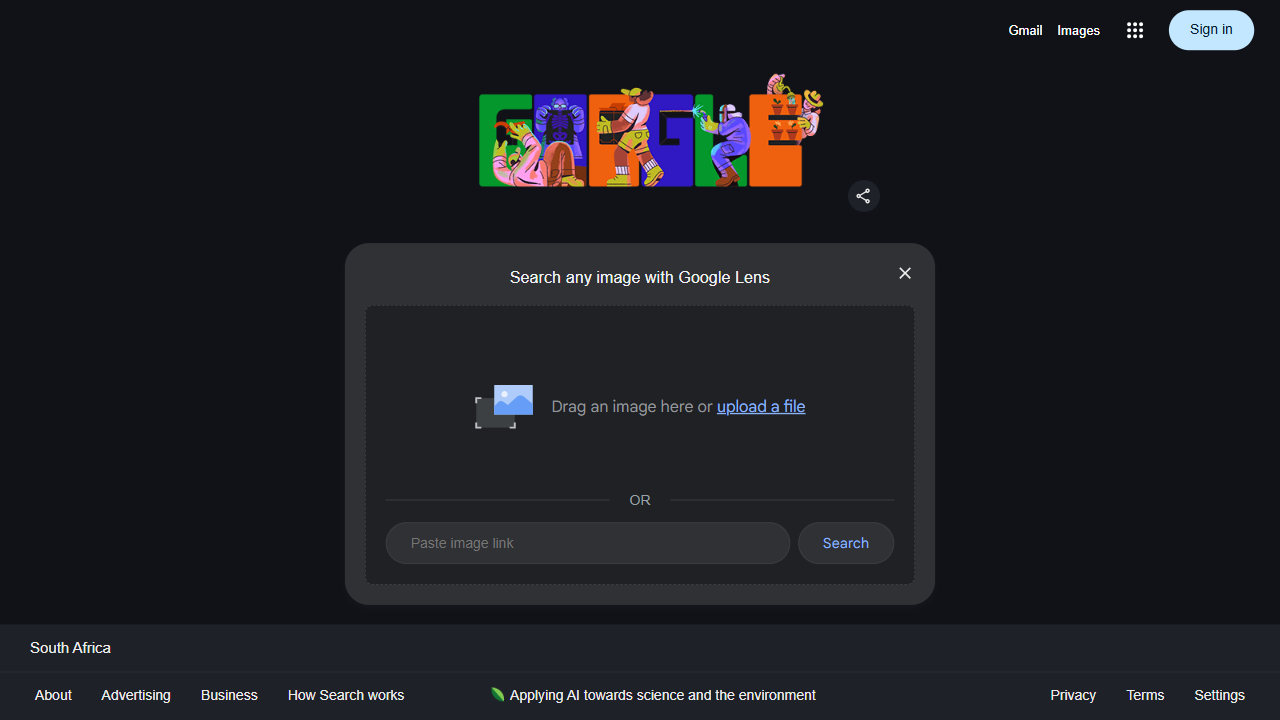 Gmail Images Sign in
GOOGLE
Search any image with Google Lens
Drag an image here or upload a file
OR
Paste image link Search
South Africa
About Advertising Business How Search works Applying AI towards science and the environment Privacy Terms Settings